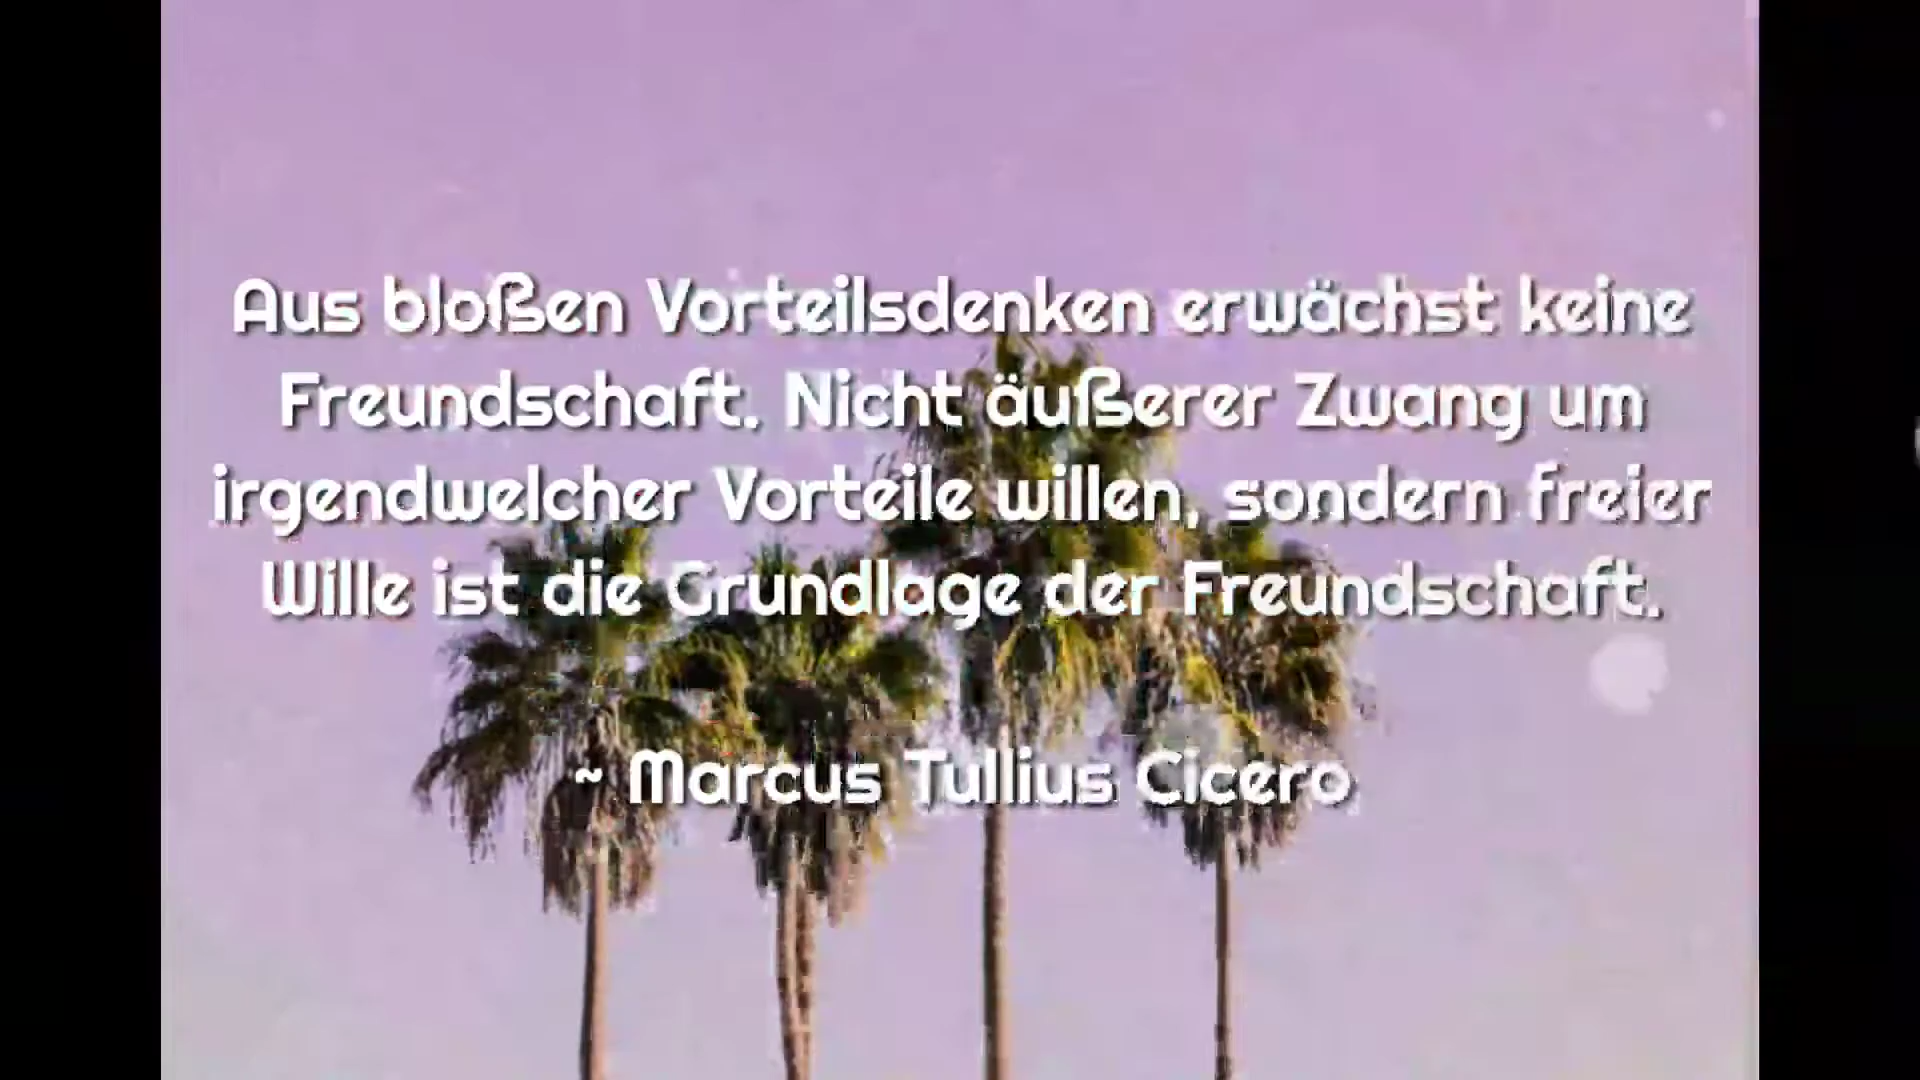 Aus bloßen Vorteilsdenken erwächst keine
Freundschaft. Nicht äußerer Zwang um
irgendwelcher Vorteile willen, sondern freier
Wille ist die Grundlage der Freundschaft.
~ Marcus Tullius Cicero